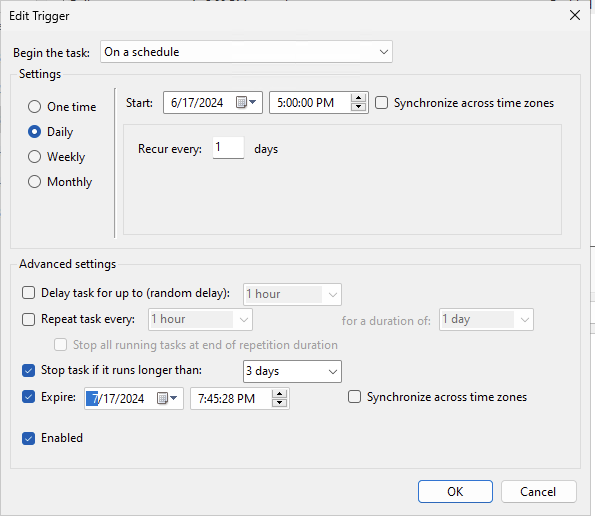 Edit Trigger
Begin the task: On a schedule
Settings
One time
Daily
Weekly
Monthly
Start: 6/17/2024 5:00:00 PM Synchronize across time zones
Recur every: 1 days
Advanced settings
Delay task for up to (random delay): 1 hour
Repeat task every: 1 hour for a duration of: 1 day
Stop all running tasks at end of repetition duration
Stop task if it runs longer than: 3 days
Expire: 7/17/2024 7:45:28 PM Synchronize across time zones
Enabled
OK Cancel